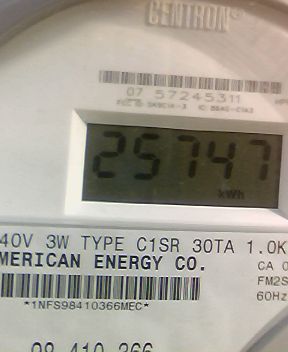 CENTRON®
07 57245311
25747
kWh
40V 3W TYPE C1SR 30TA 1.0K
MERICAN ENERGY CO.
CA 0
FM2S
60Hz
*1NFS98410366MEC*
98 410 366